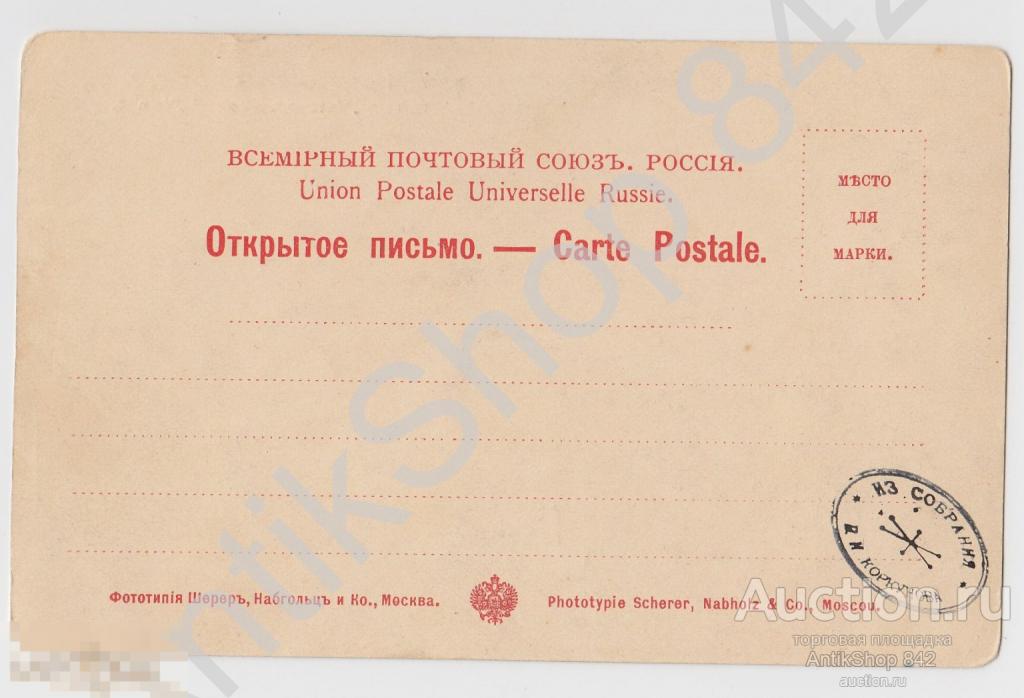 ВСЕМІРНЫЙ ПОЧТОВЫЙ СОЮЗЪ. РОССІЯ.
Union Postale Universelle Russie.
Открытое письмо. — Carte Postale.
МѢСТО
ДЛЯ
МАРКИ.
ИЗ СОБРАНИЯ
Фототипія Шереръ, Набгольцъ и Ко., Москва.
Phototypie Scherer, Nabholz & Co., Moscou.
Auction.ru
торговая площадка
AntikShop 842
auction.ru
AntikShop 842